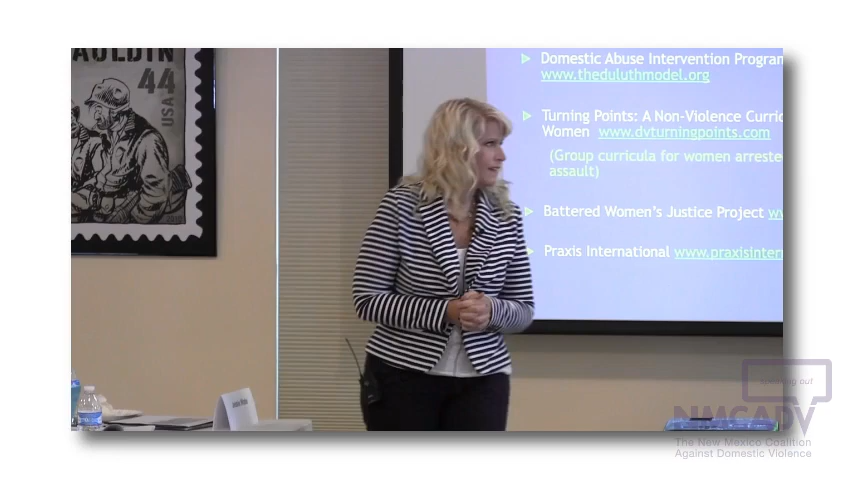 AULDIN
44
USA
Domestic Abuse Intervention Program
www.theduluthmodel.org
Turning Points: A Non-Violence Curric
Women www.dvturningpoints.com
(Group curricula for women arreste
assault)
Battered Women's Justice Project ww
Praxis International www.praxisinter
NMCADV
The New Mexico Coalition
Against Domestic Violence